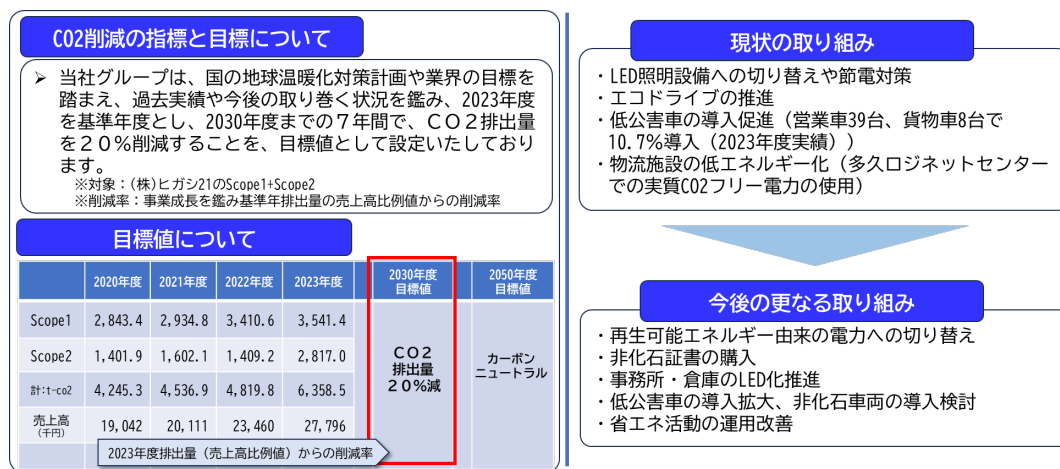 CO2削減の指標と目標について
➢ 当社グループは、国の地球温暖化対策計画や業界の目標を
踏まえ、過去実績や今後の取り巻く状況を鑑み、2023年度
を基準年度とし、2030年度までの７年間で、ＣＯ２排出量
を２０％削減することを、目標値として設定いたしており
ます。
※対象：(株)ヒガシ21のScope1+Scope2
※削減率：事業成長を鑑み基準年排出量の売上高比例値からの削減率
目標値について
2020年度 2021年度 2022年度 2023年度 2030年度 目標値 2050年度 目標値
Scope1 2,843.4 2,934.8 3,410.6 3,541.4
Scope2 1,401.9 1,602.1 1,409.2 2,817.0
計:t-co2 4,245.3 4,536.9 4,819.8 6,358.5
売上高 (千円) 19,042 20,111 23,460 27,796
ＣＯ２
排出量
２０％減
カーボン
ニュートラル
2023年度排出量（売上高比例値）からの削減率
現状の取り組み
・LED照明設備への切り替えや節電対策
・エコドライブの推進
・低公害車の導入促進（営業車39台、貨物車8台で
10.7％導入（2023年度実績））
・物流施設の低エネルギー化（多久ロジネットセンター
での実質CO2フリー電力の使用）
今後の更なる取り組み
・再生可能エネルギー由来の電力への切り替え
・非化石証書の購入
・事務所・倉庫のLED化推進
・低公害車の導入拡大、非化石車両の導入検討
・省エネ活動の運用改善